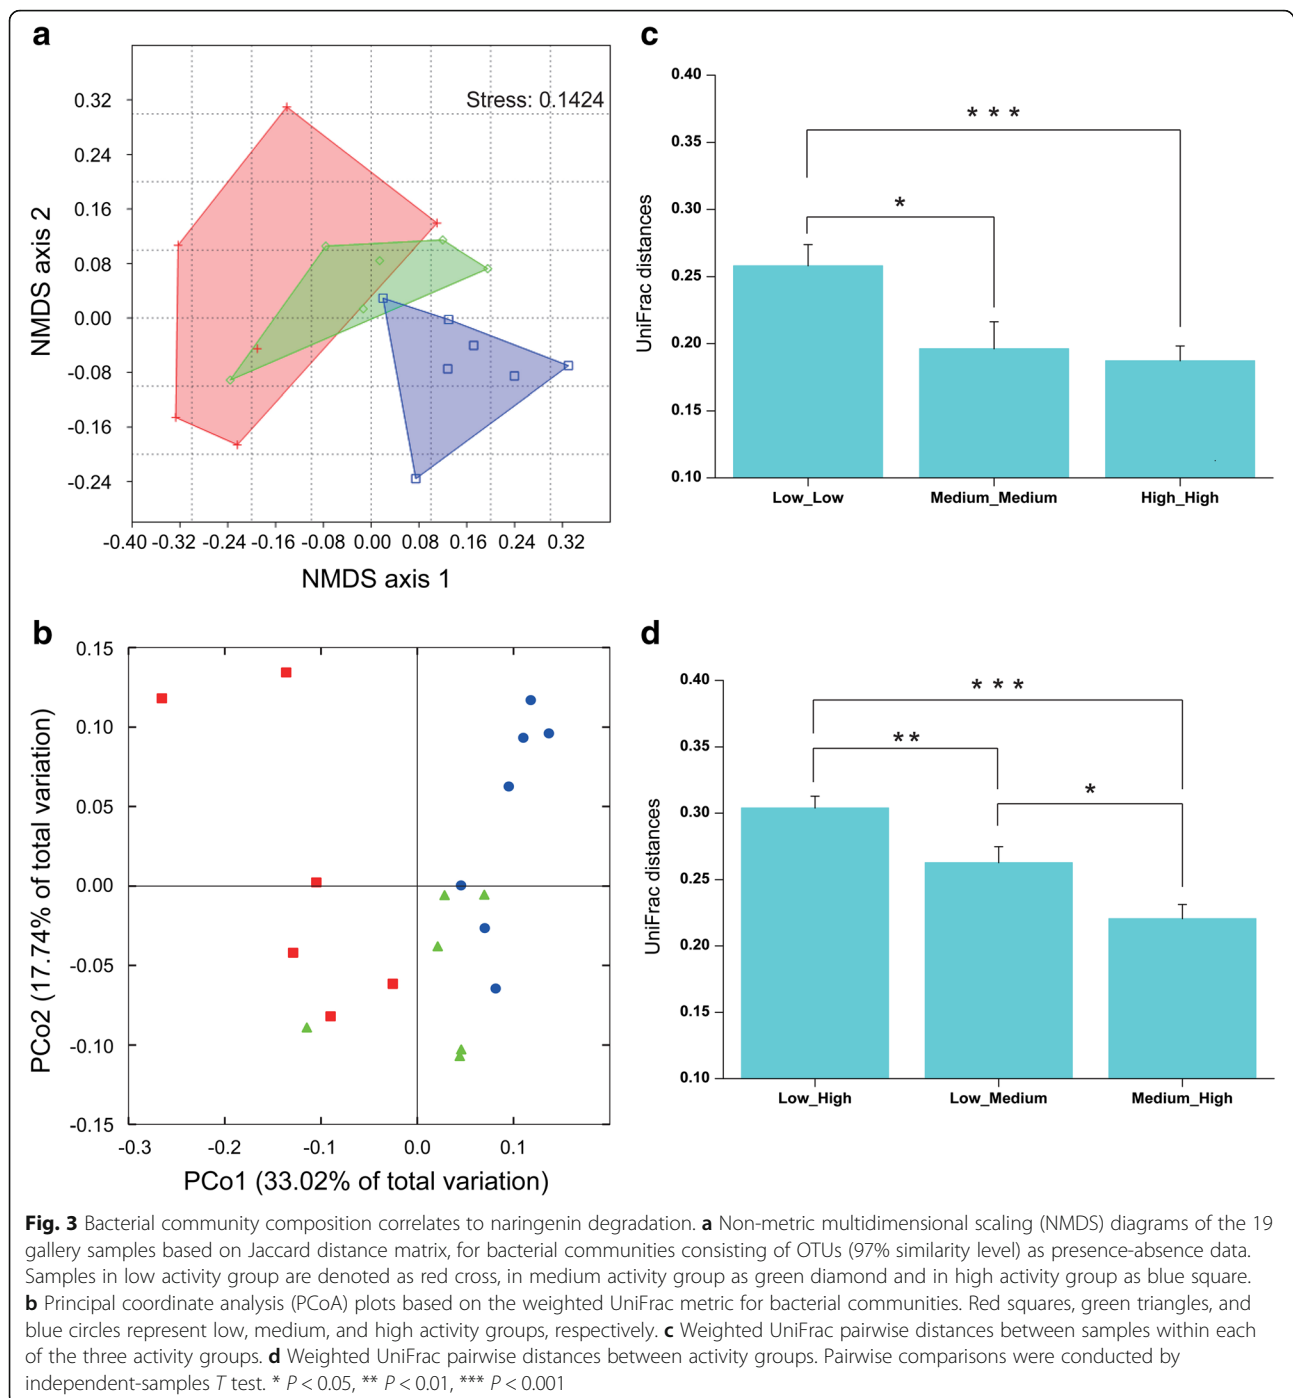 a
Stress: 0.1424
NMDS axis 2
0.32
0.24
0.16
0.08
0.00
-0.08
-0.16
-0.24
-0.40 -0.32 -0.24 -0.16 -0.08 0.00 0.08 0.16 0.24 0.32
NMDS axis 1
c
UniFrac distances
0.40
0.35
0.30
0.25
0.20
0.15
0.10
* * *
*
Low_Low Medium_Medium High_High
b
PCo2 (17.74% of total variation)
0.15
0.10
0.05
0.00
-0.05
-0.10
-0.15
-0.3 -0.2 -0.1 0.0 0.1
PCo1 (33.02% of total variation)
d
UniFrac distances
0.40
0.35
0.30
0.25
0.20
0.15
0.10
* * *
* *
*
Low_High Low_Medium Medium_High
Fig. 3 Bacterial community composition correlates to naringenin degradation. a Non-metric multidimensional scaling (NMDS) diagrams of the 19
gallery samples based on Jaccard distance matrix, for bacterial communities consisting of OTUs (97% similarity level) as presence-absence data.
Samples in low activity group are denoted as red cross, in medium activity group as green diamond and in high activity group as blue square.
b Principal coordinate analysis (PCoA) plots based on the weighted UniFrac metric for bacterial communities. Red squares, green triangles, and
blue circles represent low, medium, and high activity groups, respectively. c Weighted UniFrac pairwise distances between samples within each
of the three activity groups. d Weighted UniFrac pairwise distances between activity groups. Pairwise comparisons were conducted by
independent-samples T test. * P < 0.05, ** P < 0.01, *** P < 0.001